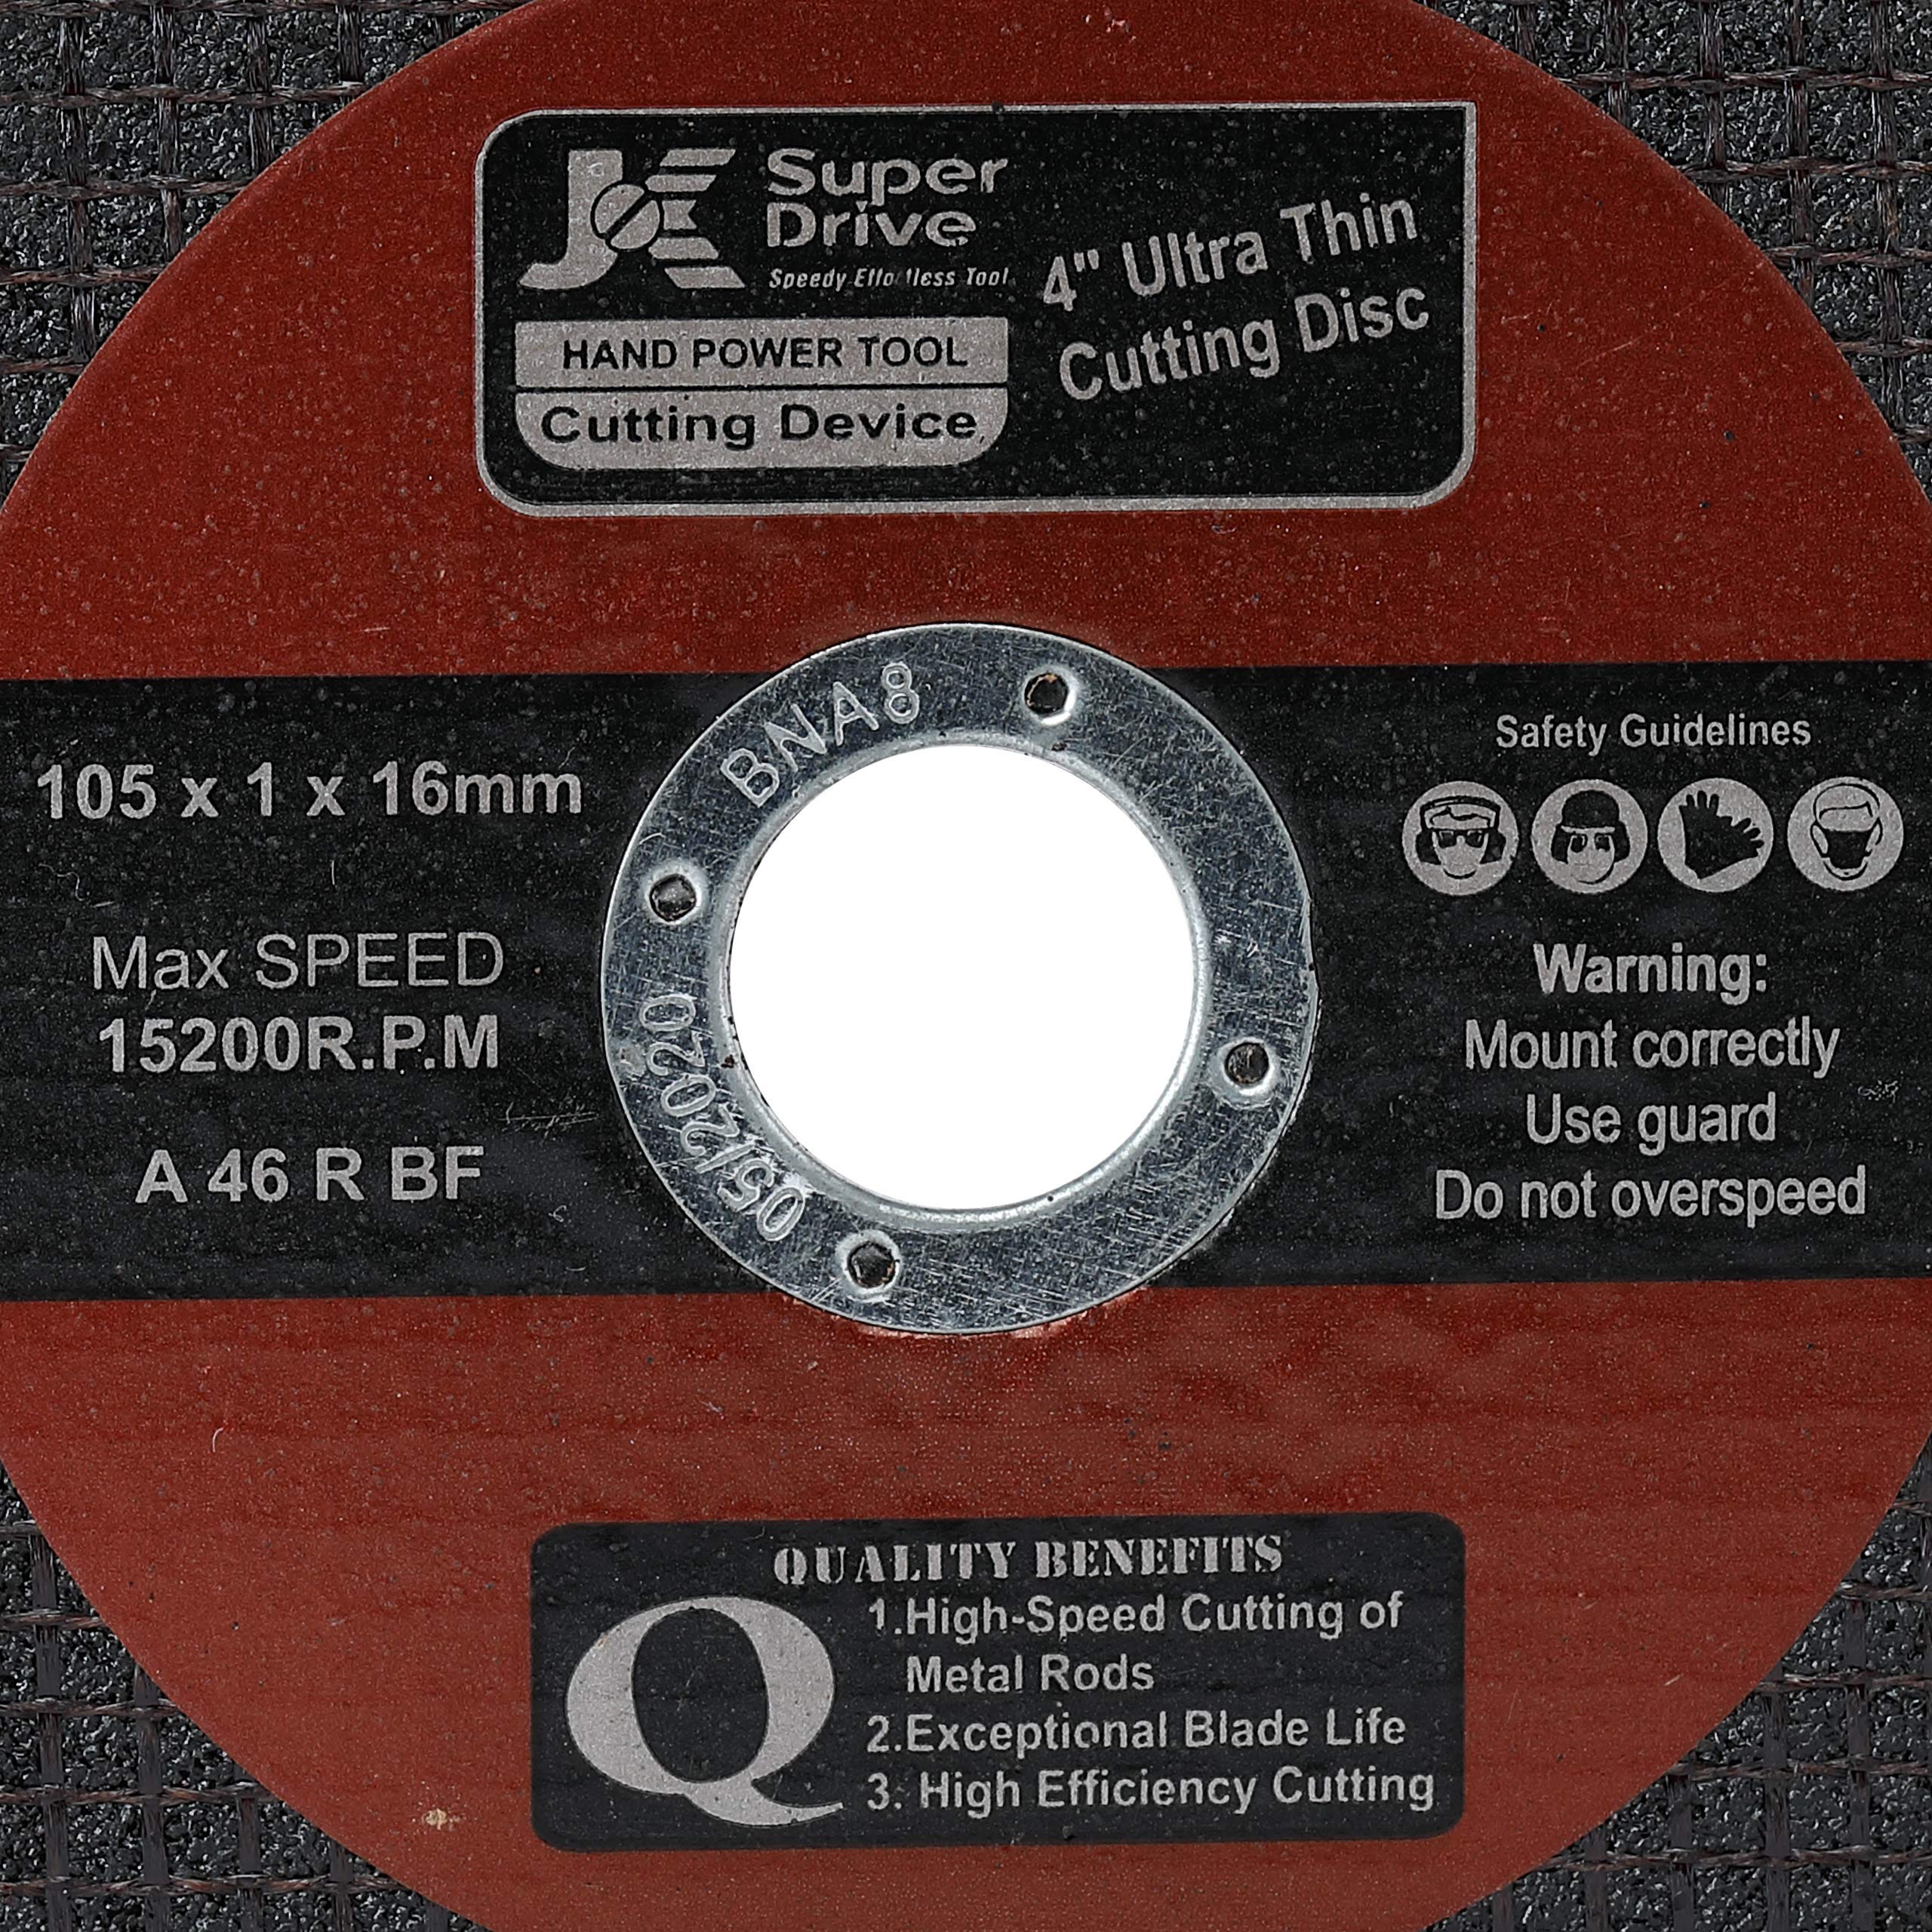 JK Super
Drive
Speedy Effortless Tool
HAND POWER TOOL
Cutting Device
4" Ultra Thin
Cutting Disc
BNA8
05/2020
105 x 1 x 16mm
Max SPEED
15200R.P.M
A 46 R BF
Safety Guidelines
Warning:
Mount correctly
Use guard
Do not overspeed
QUALITY BENEFITS
Q
1.High-Speed Cutting of
Metal Rods
2.Exceptional Blade Life
3. High Efficiency Cutting